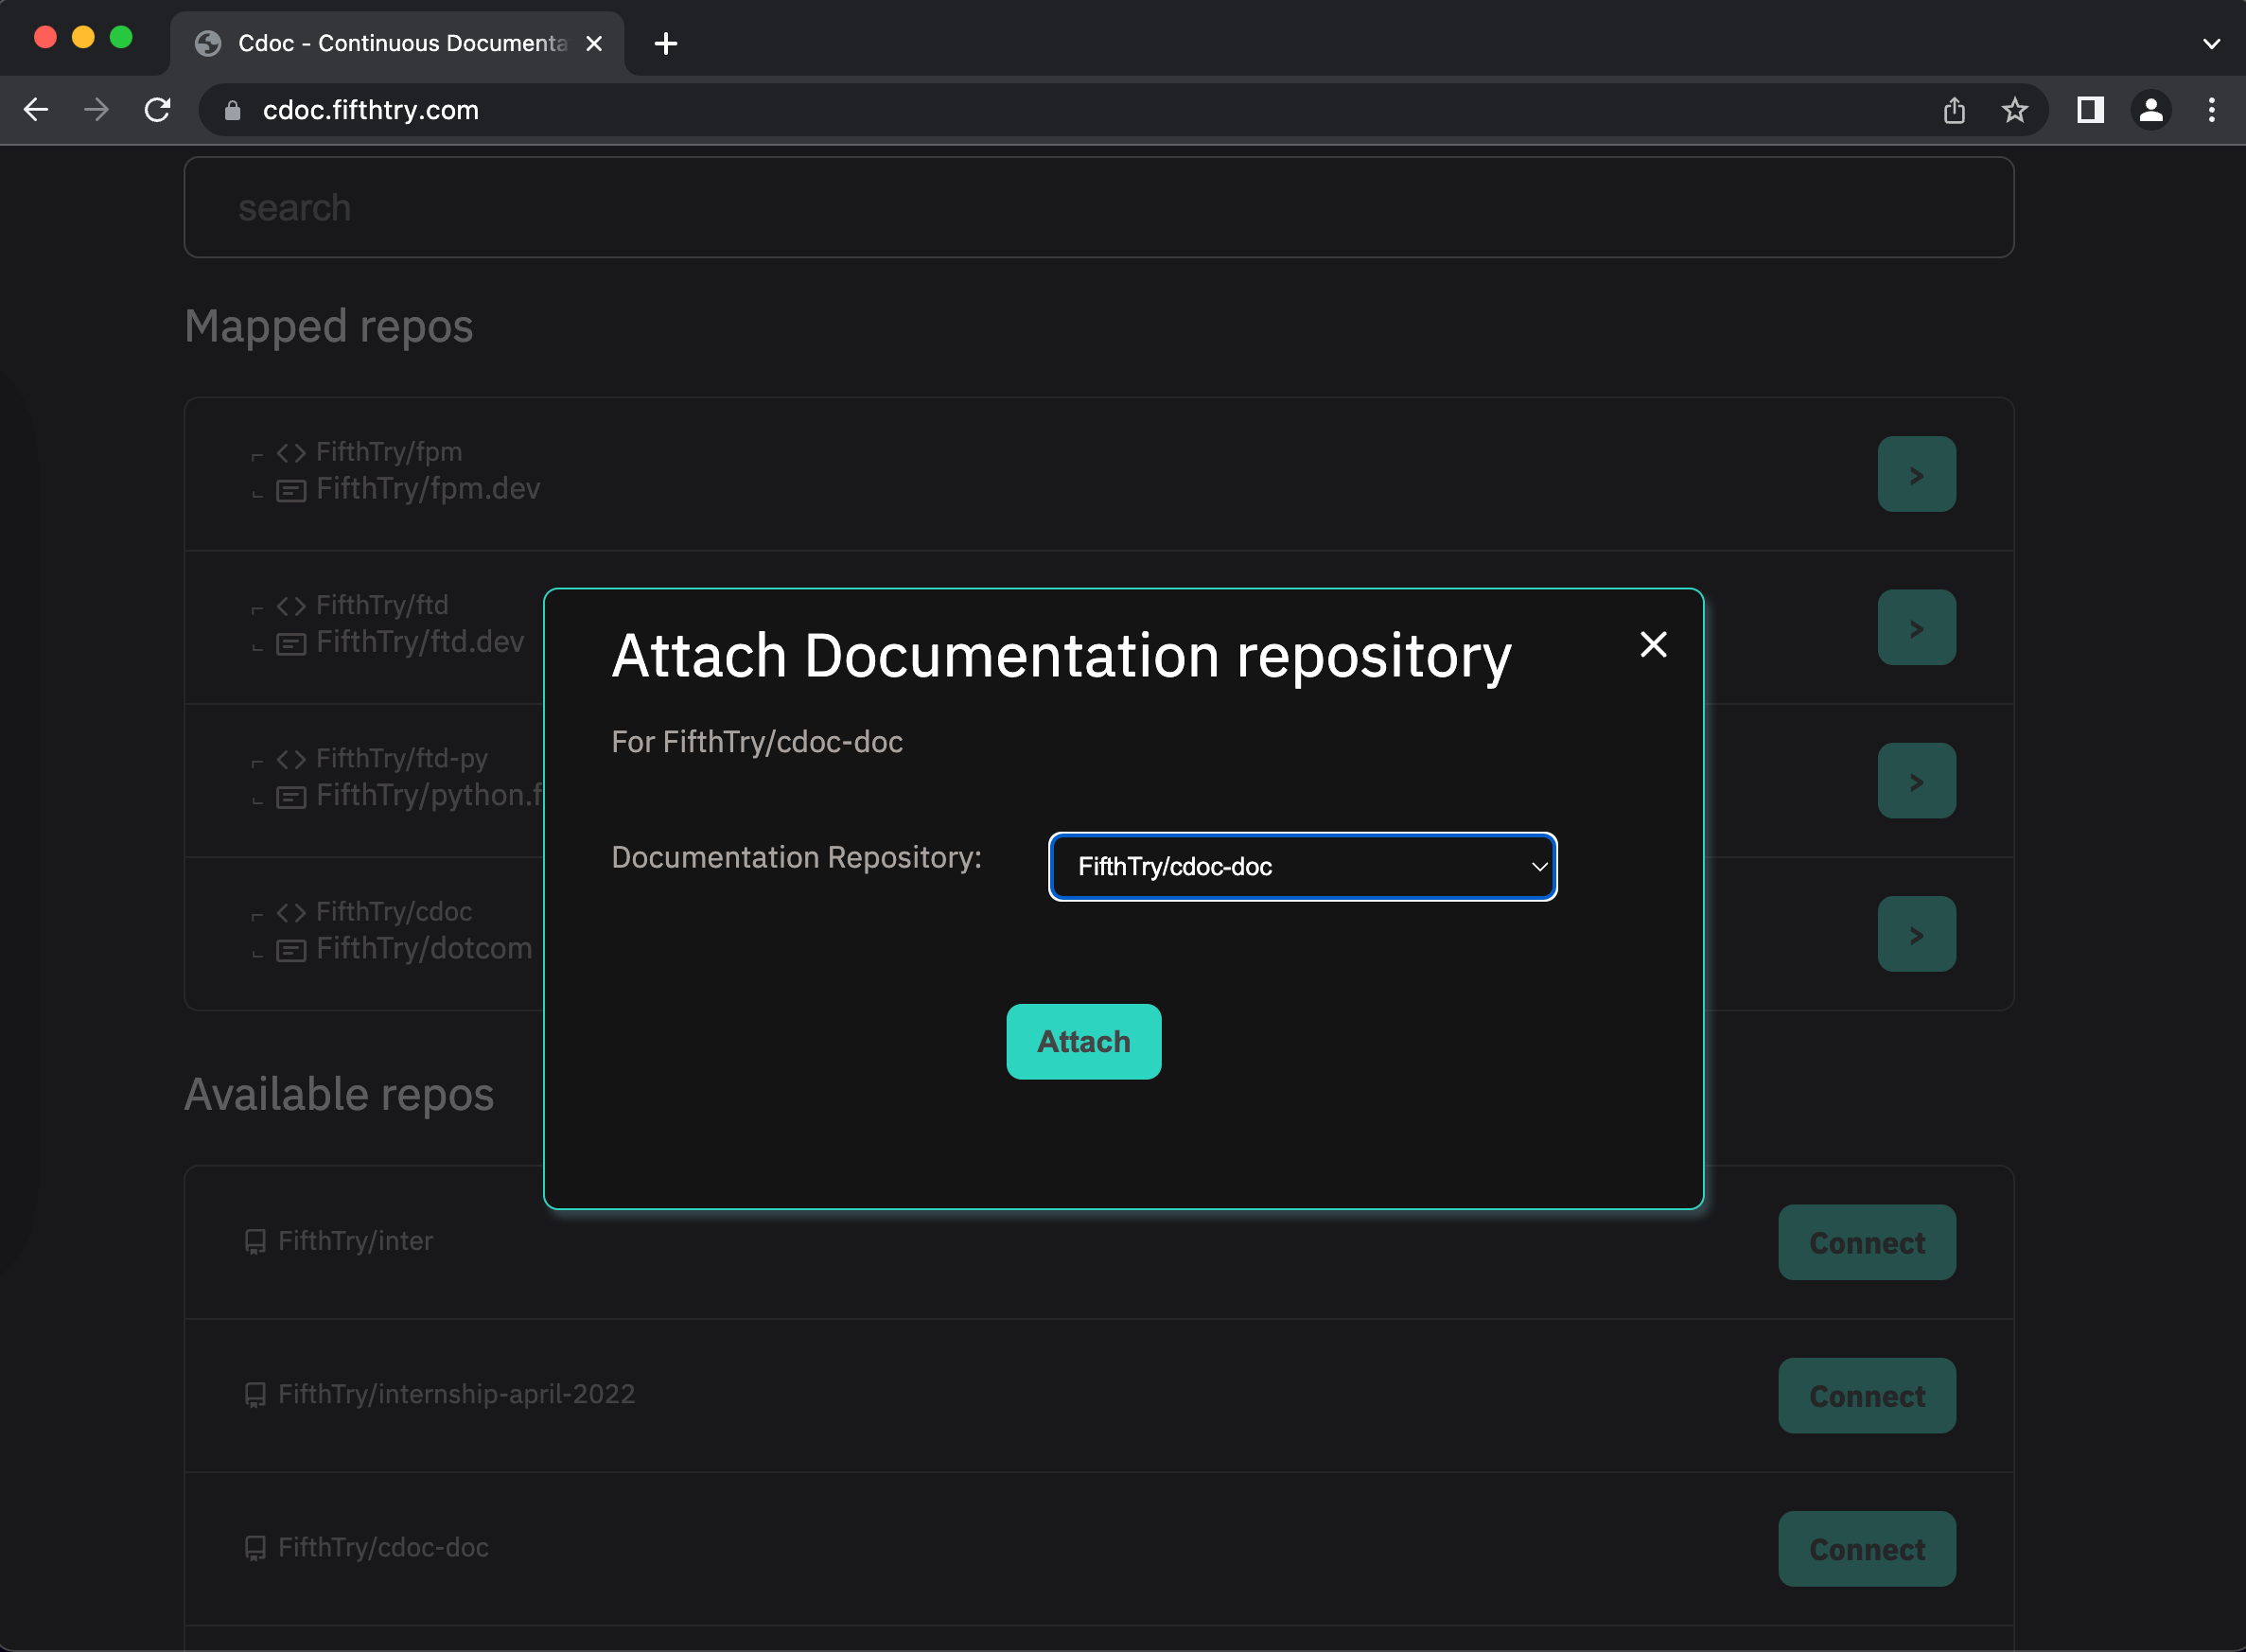 Cdoc - Continuous Documenta
cdoc.fifthtry.com
search
Mapped repos
FifthTry/fpm
FifthTry/fpm.dev
FifthTry/ftd
FifthTry/ftd.dev
FifthTry/ftd-py
FifthTry/python.f
FifthTry/cdoc
FifthTry/dotcom
>
>
>
>
Attach Documentation repository
For FifthTry/cdoc-doc
Documentation Repository:
FifthTry/cdoc-doc
Attach
Available repos
FifthTry/inter
Connect
FifthTry/internship-april-2022
Connect
FifthTry/cdoc-doc
Connect